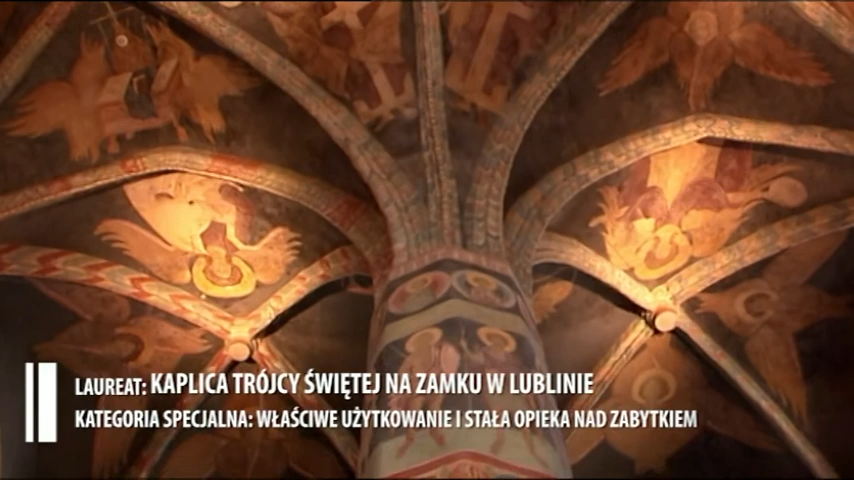 LAUREAT: KAPLICA TRÓJCY ŚWIĘTEJ NA ZAMKU W LUBLINIE
KATEGORIA SPECJALNA: WŁAŚCIWE UŻYTKOWANIE I STAŁA OPIEKA NAD ZABYTKIEM